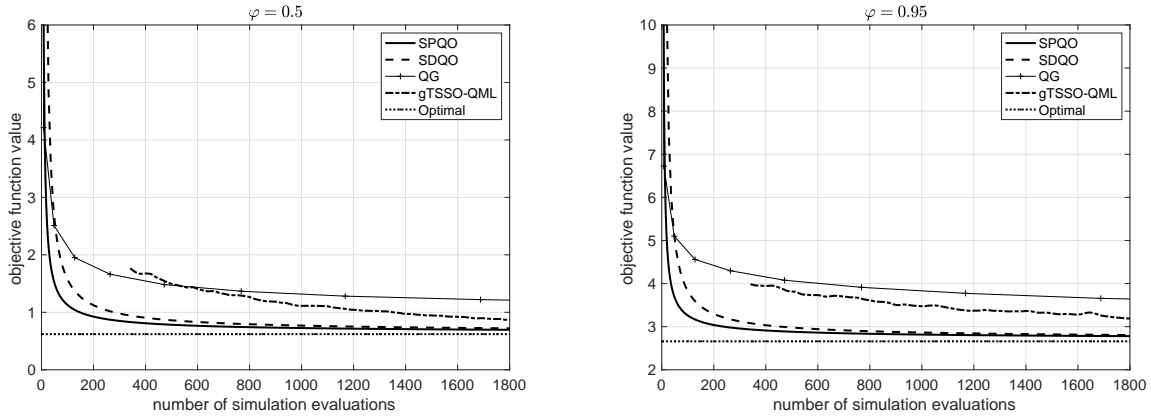 φ = 0.5
6
5
4
3
2
1
0
objective function value
0 200 400 600 800 1000 1200 1400 1600 1800
number of simulation evaluations
SPQO
SDQO
QG
gTSSO-QML
Optimal
φ = 0.95
10
9
8
7
6
5
4
3
2
objective function value
0 200 400 600 800 1000 1200 1400 1600 1800
number of simulation evaluations
SPQO
SDQO
QG
gTSSO-QML
Optimal